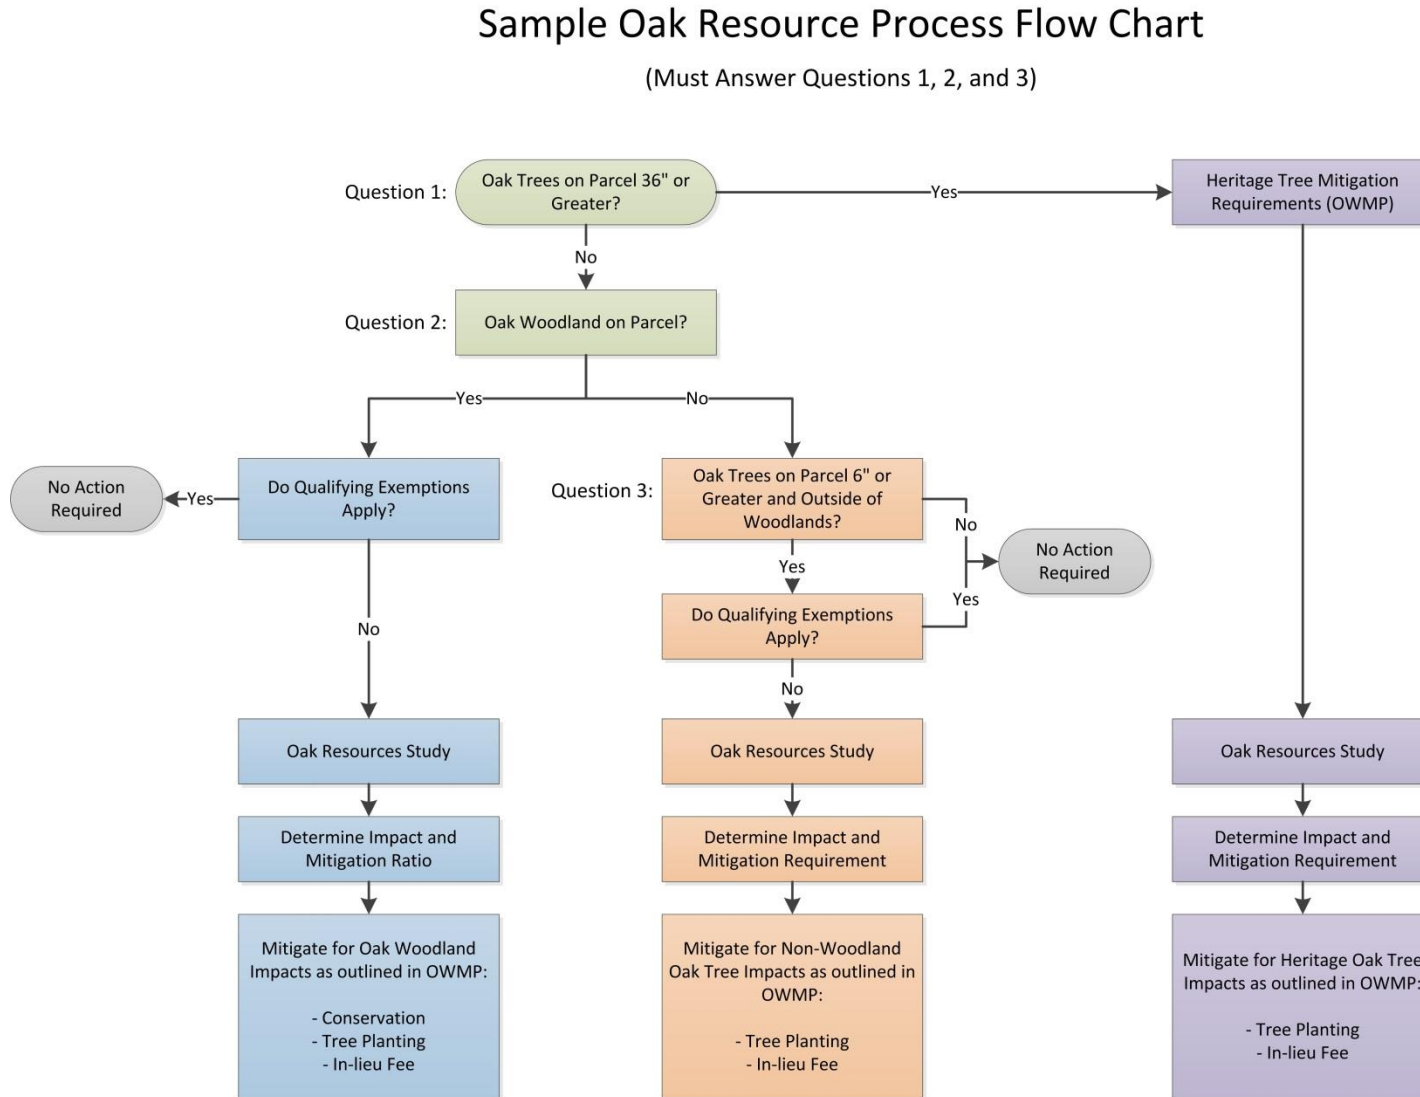 Sample Oak Resource Process Flow Chart
(Must Answer Questions 1, 2, and 3)
Question 1:
Oak Trees on Parcel 36" or
Greater?
Yes
Heritage Tree Mitigation
Requirements (OWMP)
No
Question 2:
Oak Woodland on Parcel?
Yes
No
No Action
Required
Yes
Do Qualifying Exemptions
Apply?
Question 3:
Oak Trees on Parcel 6" or
Greater and Outside of
Woodlands?
No
No Action
Required
Yes
Yes
Do Qualifying Exemptions
Apply?
No
No
Oak Resources Study
Oak Resources Study
Oak Resources Study
Determine Impact and
Mitigation Ratio
Determine Impact and
Mitigation Requirement
Determine Impact and
Mitigation Requirement
Mitigate for Oak Woodland
Impacts as outlined in OWMP:
- Conservation
- Tree Planting
- In-lieu Fee
Mitigate for Non-Woodland
Oak Tree Impacts as outlined in
OWMP:
- Tree Planting
- In-lieu Fee
Mitigate for Heritage Oak Tree
Impacts as outlined in OWMP:
- Tree Planting
- In-lieu Fee